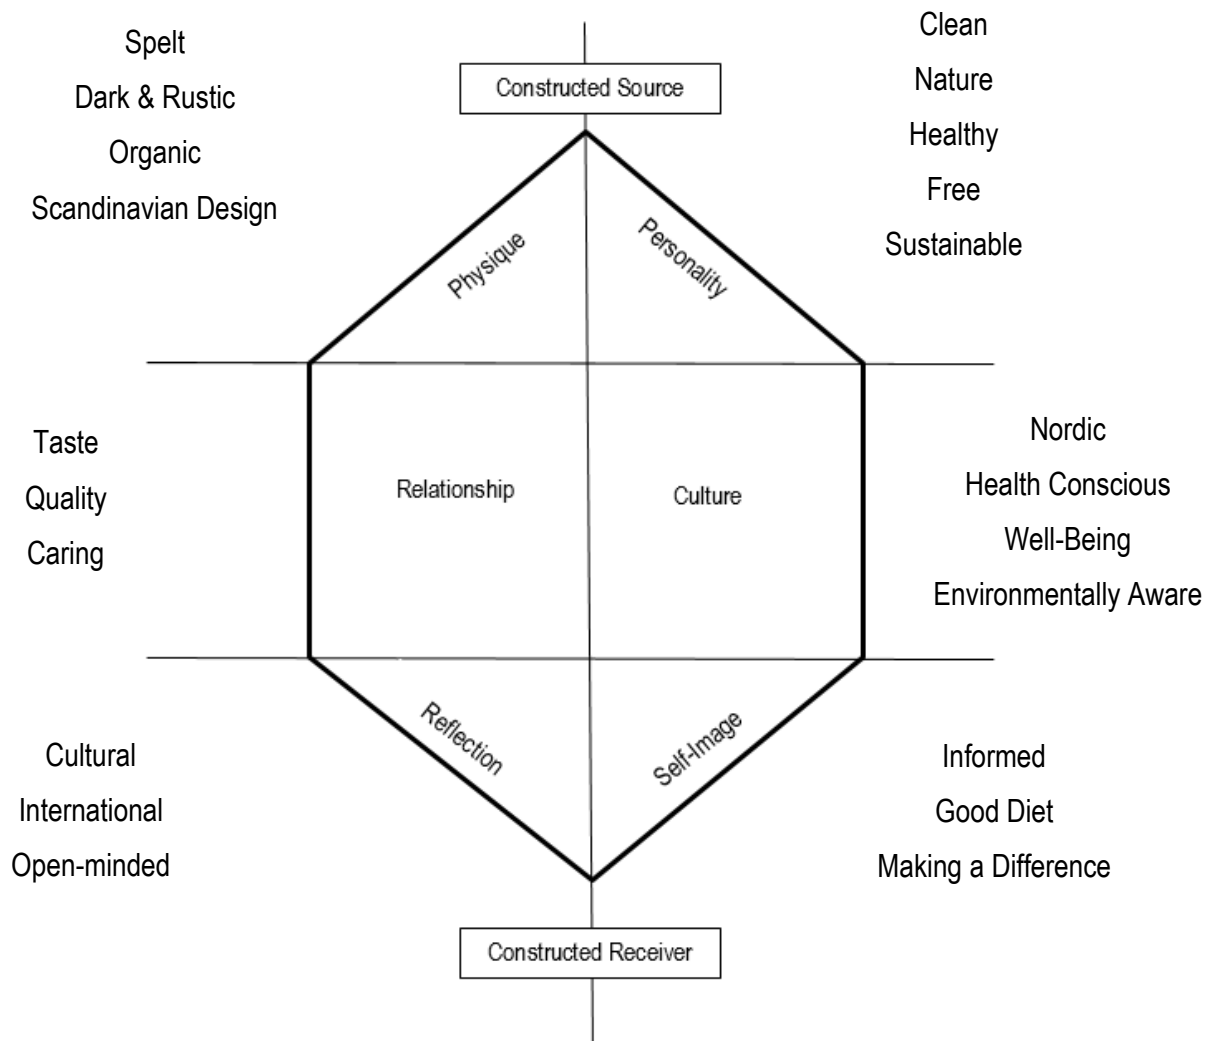 Spelt
Dark & Rustic
Organic
Scandinavian Design
Constructed Source
Clean
Nature
Healthy
Free
Sustainable
Physique
Personality
Taste
Quality
Caring
Relationship
Culture
Nordic
Health Conscious
Well-Being
Environmentally Aware
Reflection
Self-Image
Cultural
International
Open-minded
Informed
Good Diet
Making a Difference
Constructed Receiver